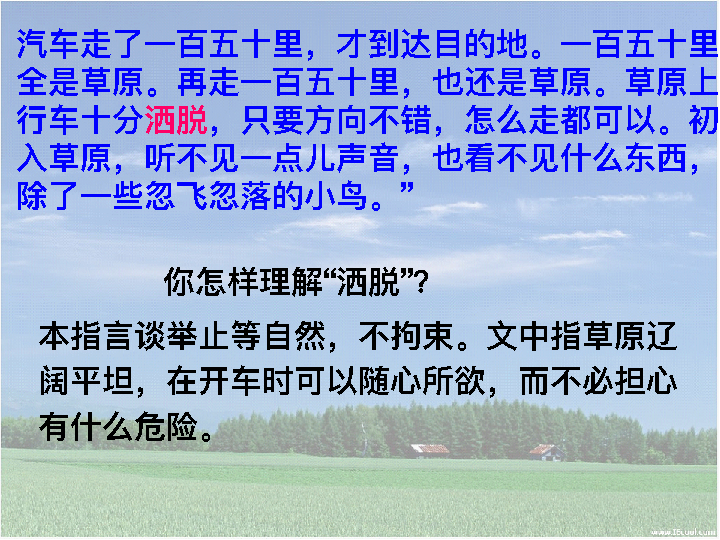 汽车走了一百五十里，才到达目的地。一百五十里
全是草原。再走一百五十里，也还是草原。草原上
行车十分洒脱，只要方向不错，怎么走都可以。初
入草原，听不见一点儿声音，也看不见什么东西，
除了一些忽飞忽落的小鸟。”
你怎样理解“洒脱”？
本指言谈举止等自然，不拘束。文中指草原辽
阔平坦，在开车时可以随心所欲，而不必担心
有什么危险。